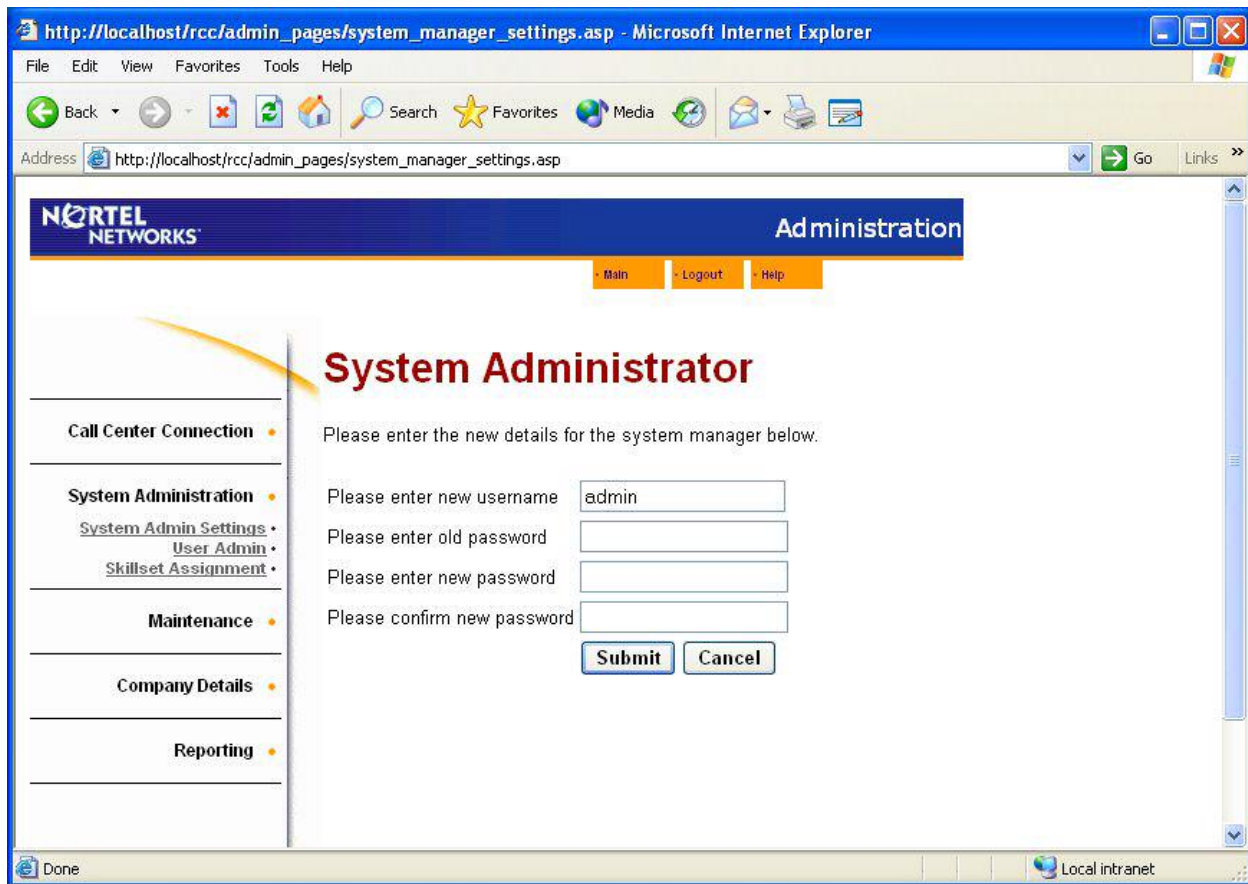 http://localhost/rcc/admin_pages/system_manager_settings.asp - Microsoft Internet Explorer
File Edit View Favorites Tools Help
Back Search Favorites Media
Address http://localhost/rcc/admin_pages/system_manager_settings.asp Go Links »
NORTEL
NETWORKS
Administration
Main Logout Help
System Administrator
Call Center Connection
Please enter the new details for the system manager below.
System Administration
System Admin Settings
User Admin
Skillset Assignment
Maintenance
Company Details
Reporting
Please enter new username admin
Please enter old password
Please enter new password
Please confirm new password
Submit Cancel
Done Local intranet